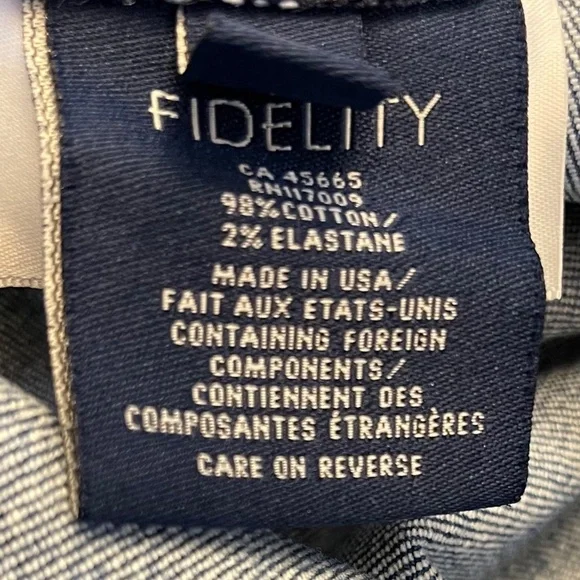 FIDELITY
CA 45665
RN117009
98% COTTON/
2% ELASTANE
MADE IN USA/
FAIT AUX ETATS-UNIS
CONTAINING FOREIGN
COMPONENTS/
CONTIENNENT DES
COMPOSANTES ÉTRANGÈRES
CARE ON REVERSE